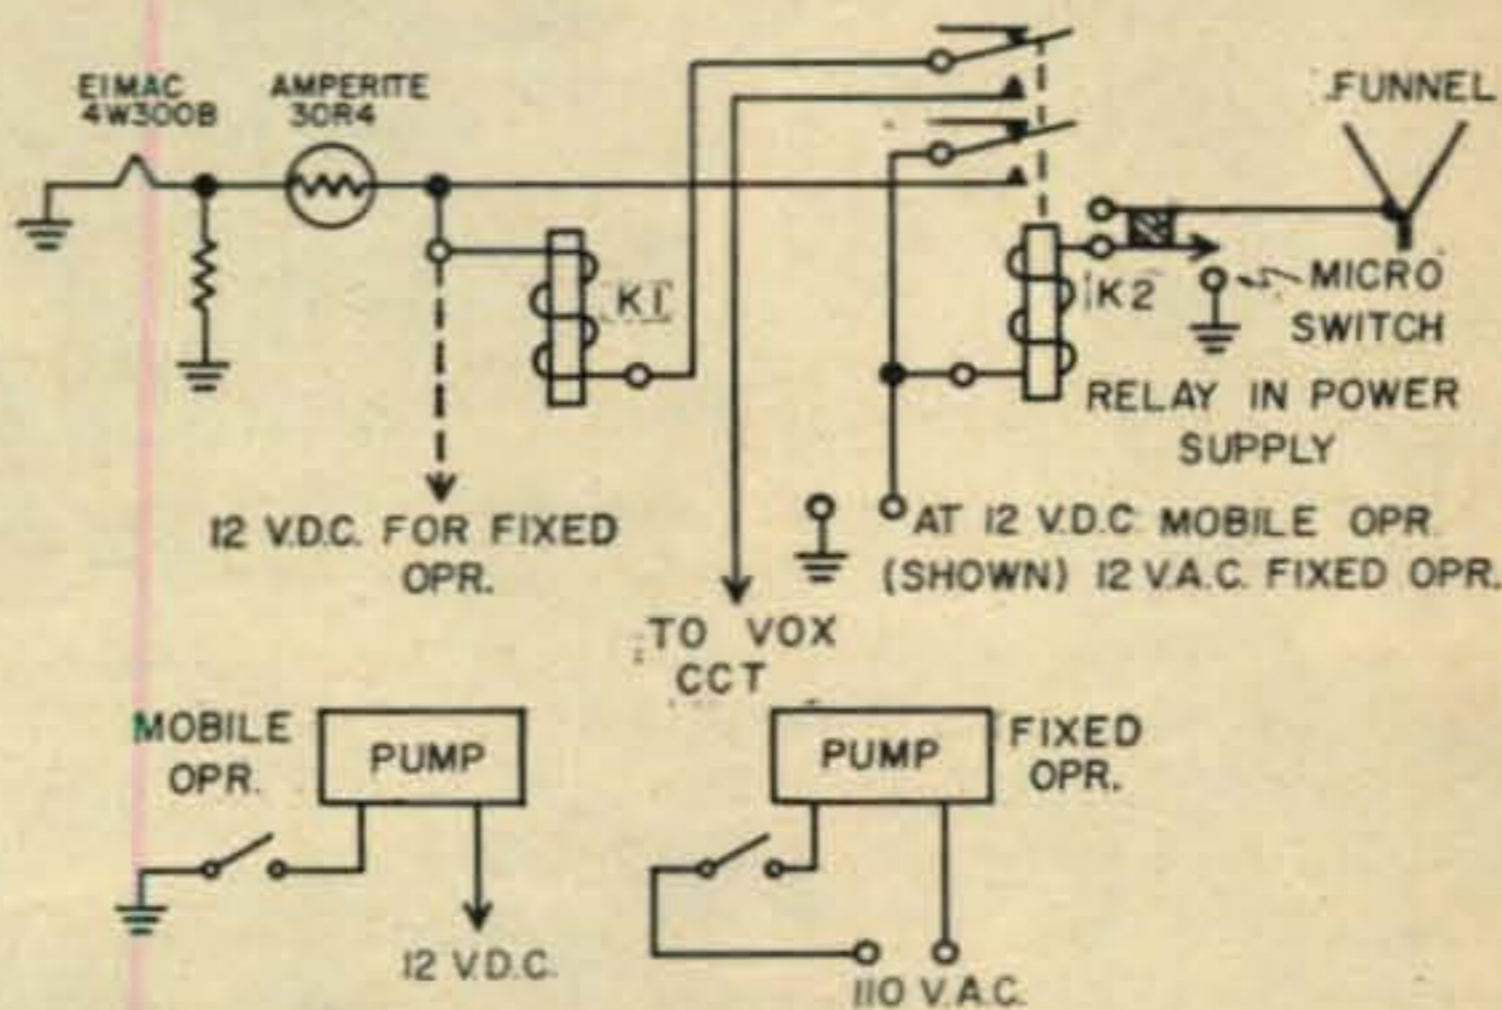 EIMAC
4W300B
AMPERITE
30R4
FUNNEL
K1
K2
MICRO
SWITCH
RELAY IN POWER
SUPPLY
12 V.D.C. FOR FIXED
OPR.
AT 12 V.D.C. MOBILE OPR.
(SHOWN) 12 V.A.C. FIXED OPR.
TO VOX
CCT
MOBILE
OPR.
PUMP
12 V.D.C.
PUMP
FIXED
OPR.
110 V.A.C.